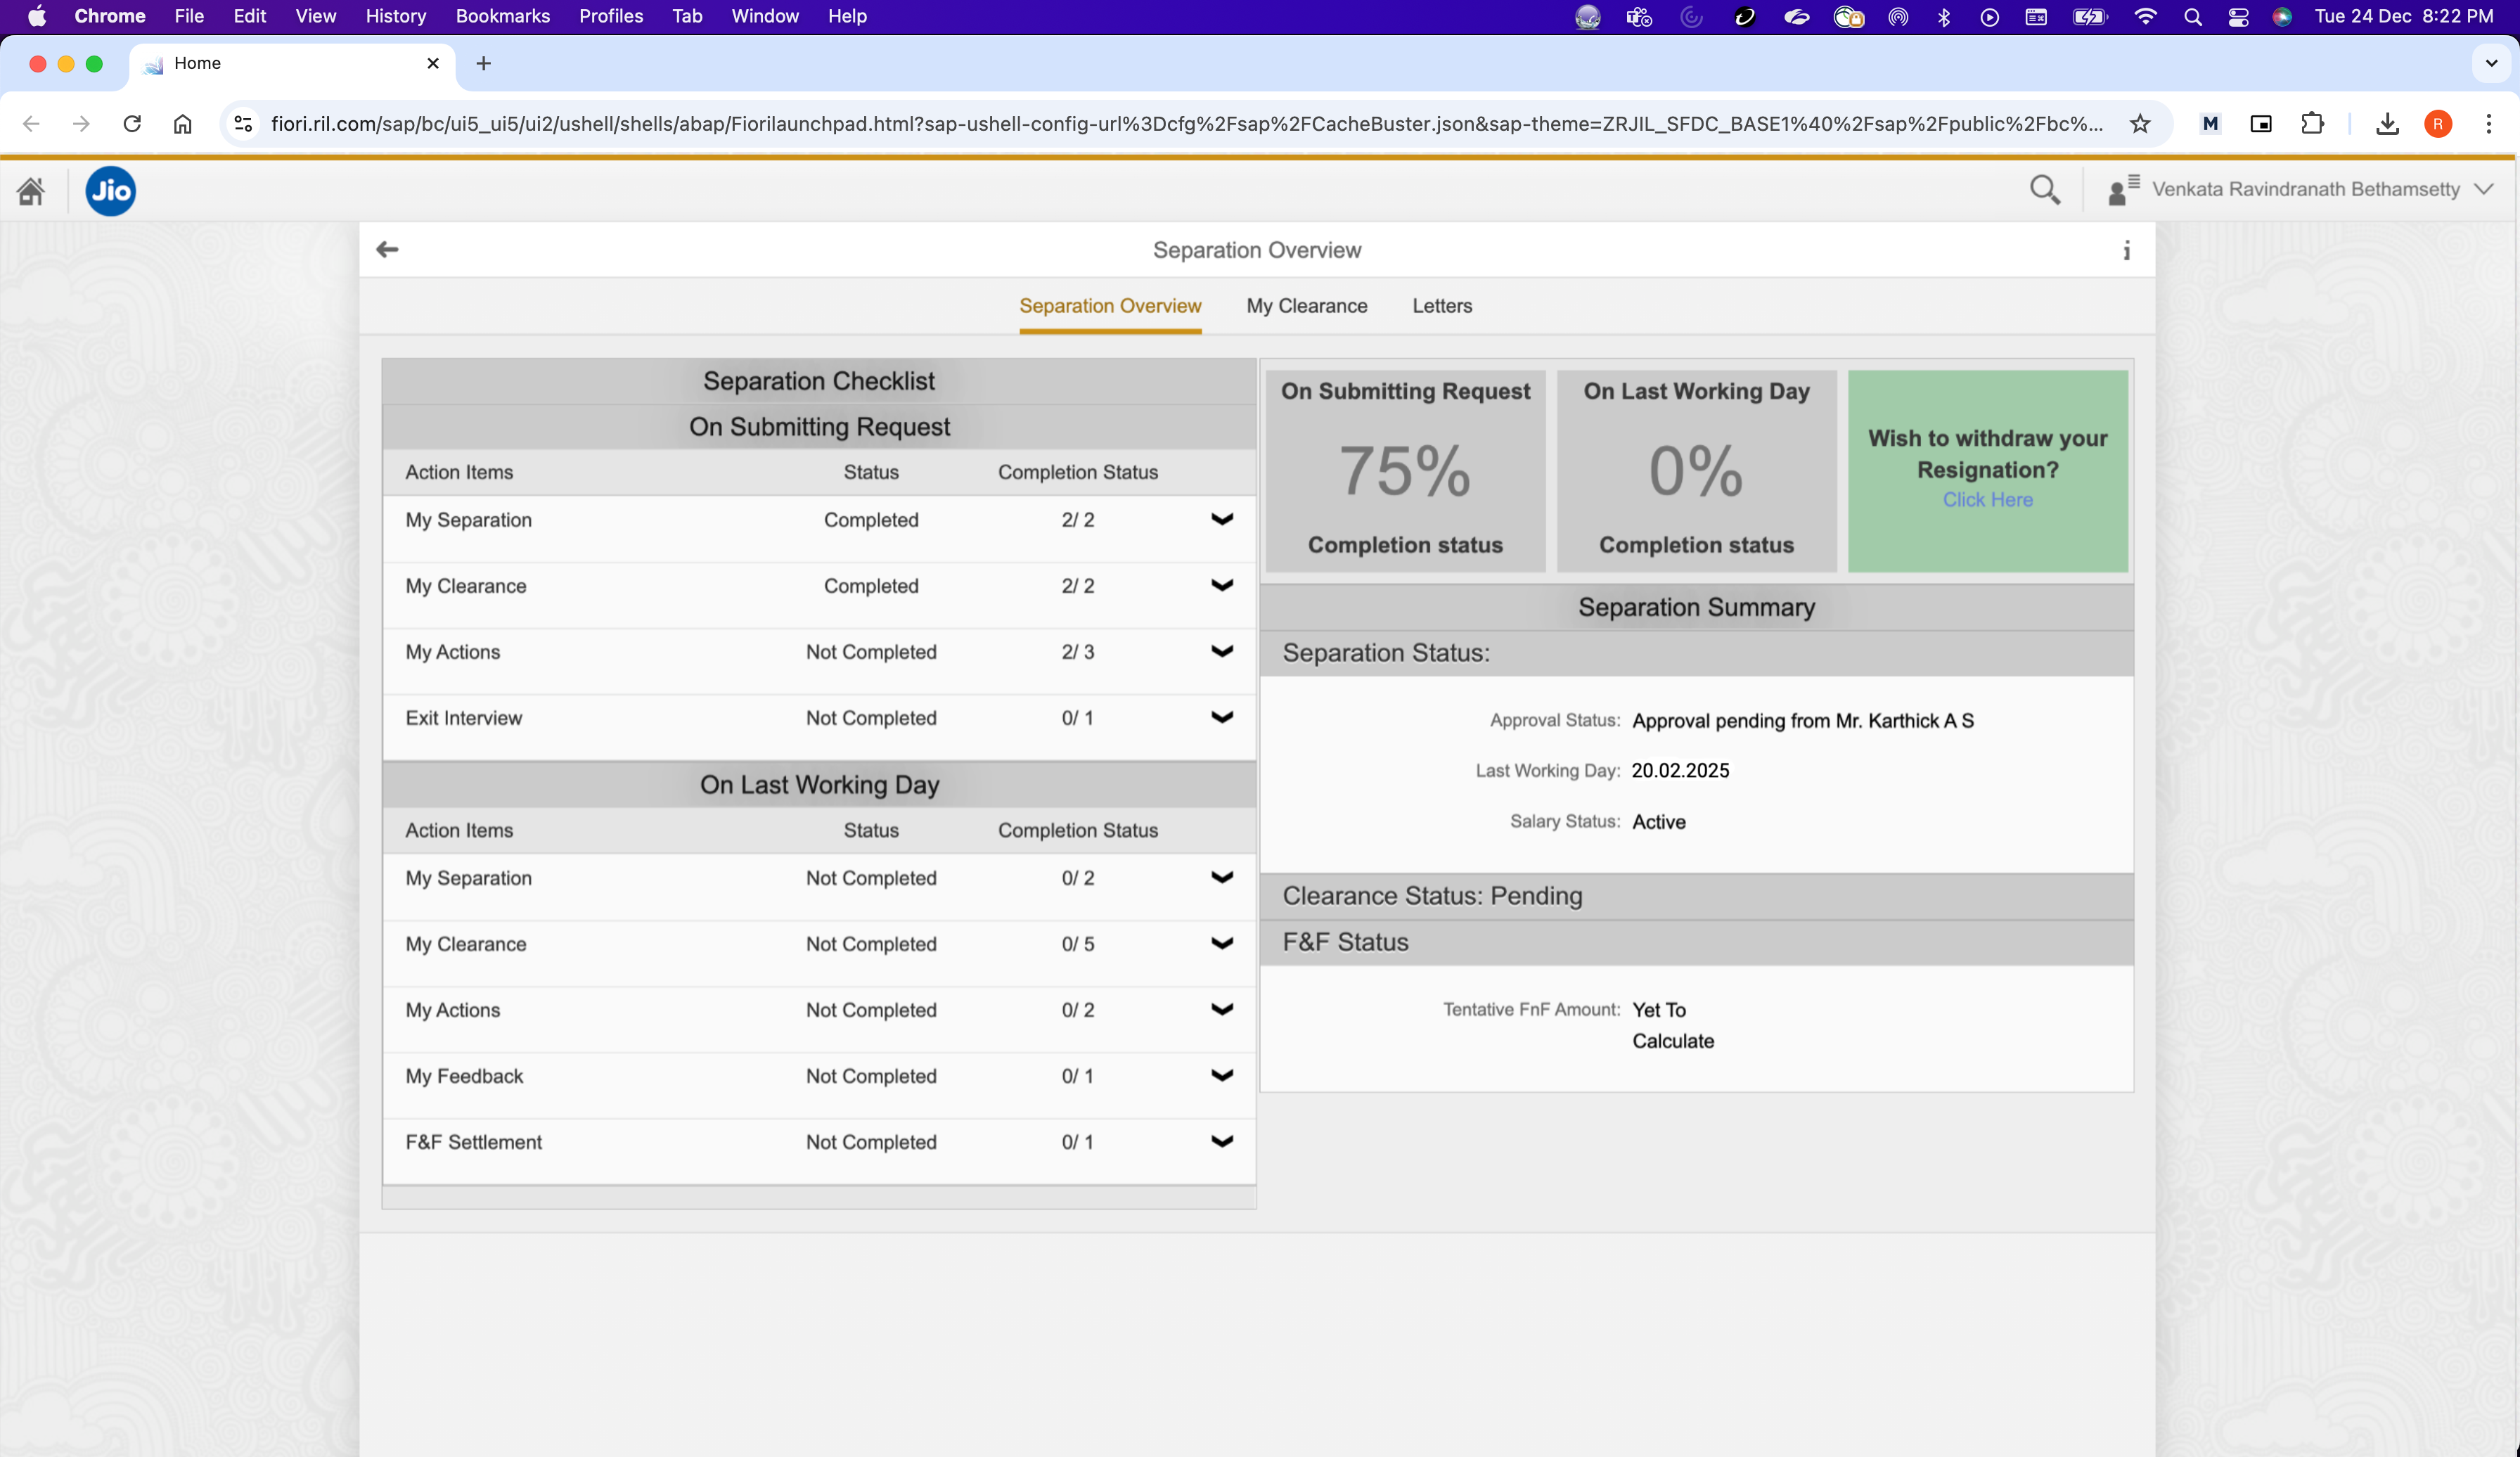 Chrome File Edit View History Bookmarks Profiles Tab Window Help Tue 24 Dec 8:22 PM
Home
fiori.ril.com/sap/bc/ui5_ui5/ui2/ushell/shells/abap/Fiorilaunchpad.html?sap-ushell-config-url%3Dcfg%2Fsap%2FCacheBuster.json&sap-theme=ZRJIL_SFDC_BASE1%40%2Fsap%2Fpublic%2Fbc%... M R
Jio Venkata Ravindranath Bethamsetty
Separation Overview
Separation Overview My Clearance Letters
Separation Checklist
On Submitting Request
Action Items Status Completion Status
My Separation Completed 2/ 2
My Clearance Completed 2/ 2
My Actions Not Completed 2/ 3
Exit Interview Not Completed 0/ 1
On Last Working Day
Action Items Status Completion Status
My Separation Not Completed 0/ 2
My Clearance Not Completed 0/ 5
My Actions Not Completed 0/ 2
My Feedback Not Completed 0/ 1
F&F Settlement Not Completed 0/ 1
On Submitting Request
75%
Completion status
On Last Working Day
0%
Completion status
Wish to withdraw your
Resignation?
Click Here
Separation Summary
Separation Status:
Approval Status: Approval pending from Mr. Karthick A S
Last Working Day: 20.02.2025
Salary Status: Active
Clearance Status: Pending
F&F Status
Tentative FnF Amount: Yet To
Calculate